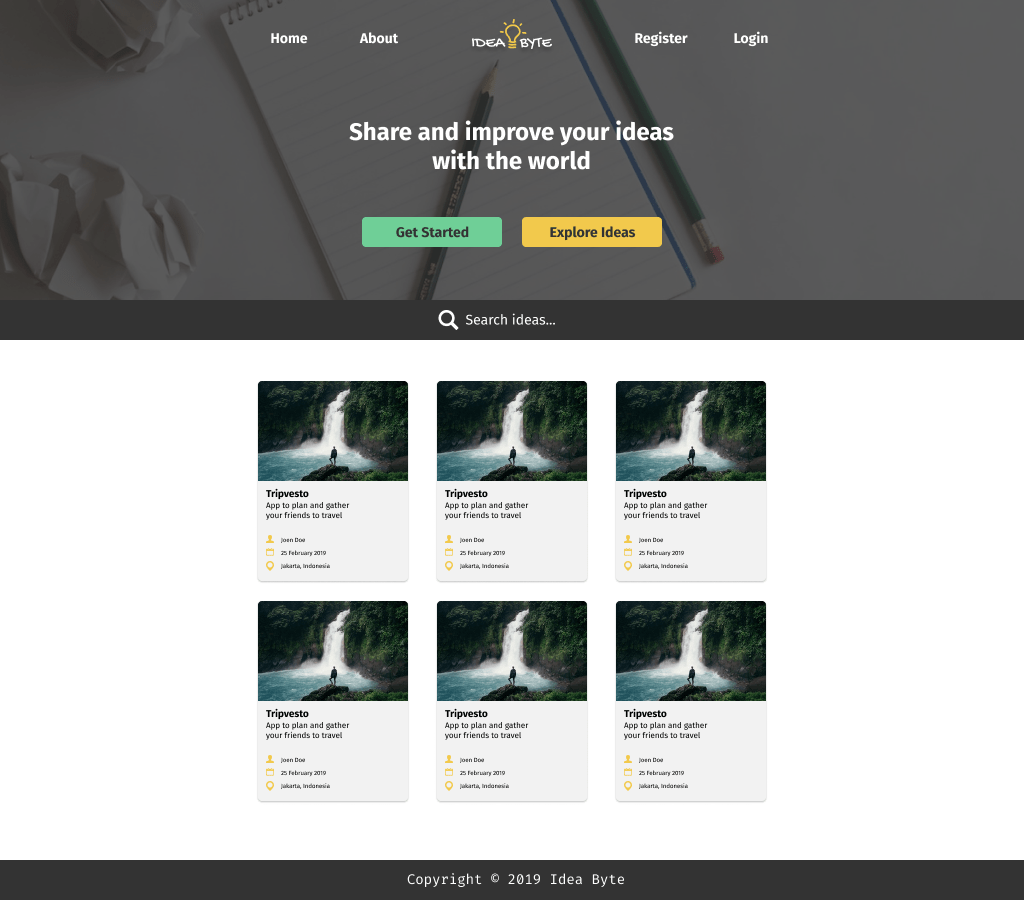 Home About IDEA BYTE Register Login
Share and improve your ideas
with the world
Get Started Explore Ideas
Search ideas...
Tripvesto
App to plan and gather
your friends to travel
Joen Doe
25 February 2019
Jakarta, Indonesia
Tripvesto
App to plan and gather
your friends to travel
Joen Doe
25 February 2019
Jakarta, Indonesia
Tripvesto
App to plan and gather
your friends to travel
Joen Doe
25 February 2019
Jakarta, Indonesia
Tripvesto
App to plan and gather
your friends to travel
Joen Doe
25 February 2019
Jakarta, Indonesia
Tripvesto
App to plan and gather
your friends to travel
Joen Doe
25 February 2019
Jakarta, Indonesia
Tripvesto
App to plan and gather
your friends to travel
Joen Doe
25 February 2019
Jakarta, Indonesia
Copyright © 2019 Idea Byte